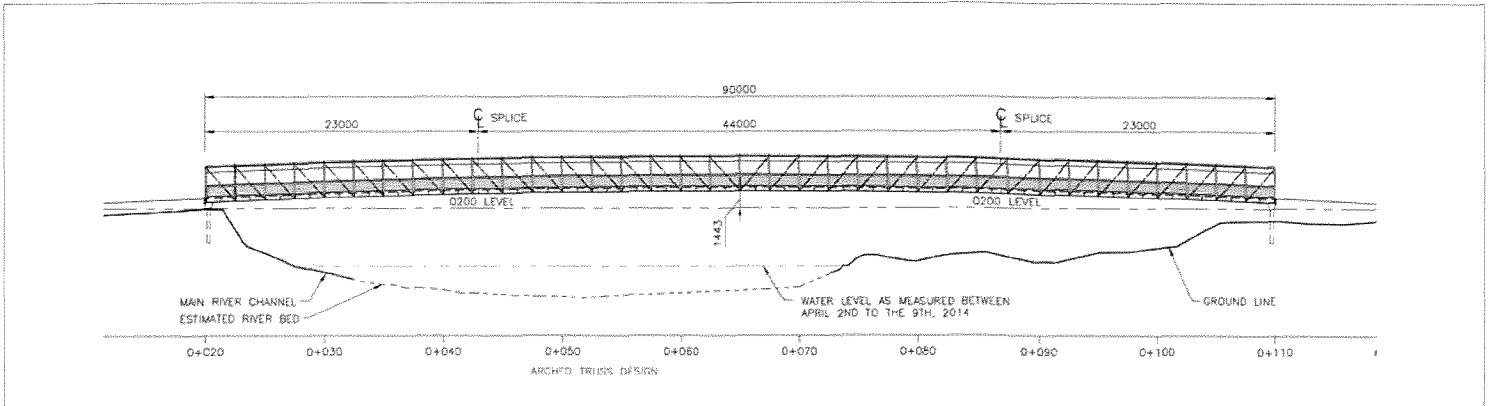 90000
℄ SPLICE
℄ SPLICE
23000
44000
23000
Q200 LEVEL
Q200 LEVEL
1443
MAIN RIVER CHANNEL
ESTIMATED RIVER BED
WATER LEVEL AS MEASURED BETWEEN
APRIL 2ND TO THE 9TH, 2014
GROUND LINE
0+020
0+030
0+040
0+050
0+060
0+070
0+080
0+090
0+100
0+110
ARCHED TRUSS DESIGN